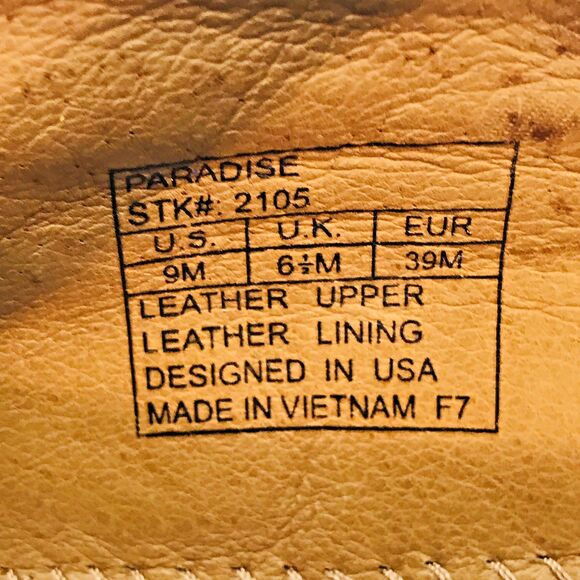 PARADISE
STK#: 2105
U.S. U.K. EUR
9M 6½M 39M
LEATHER UPPER
LEATHER LINING
DESIGNED IN USA
MADE IN VIETNAM F7